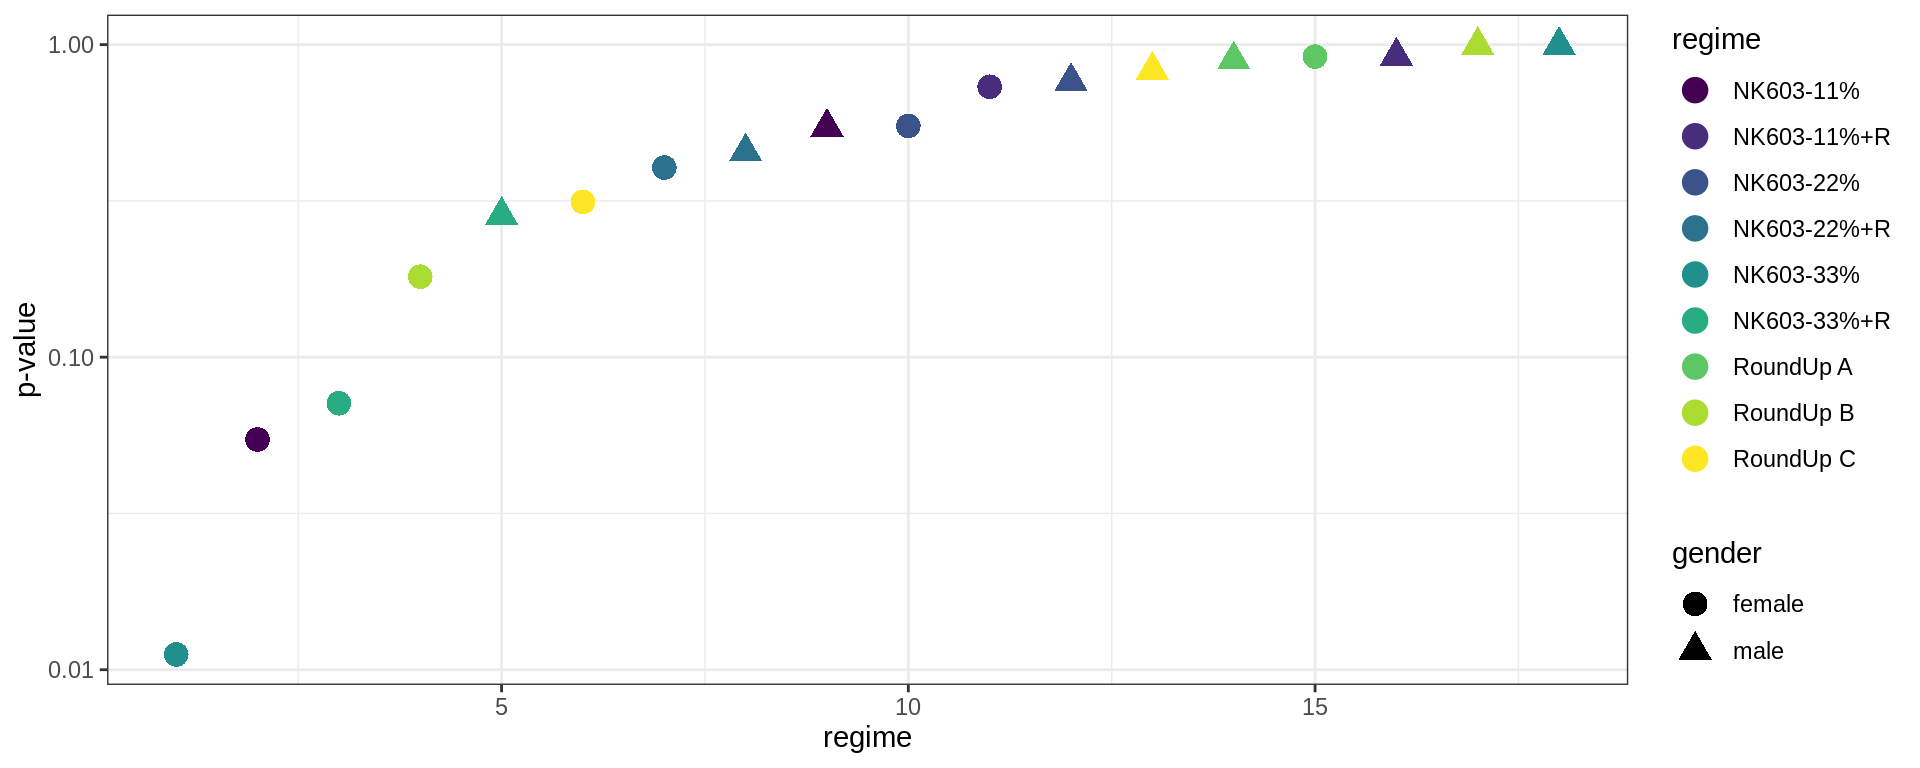 1.00
0.10
0.01
p-value
5
10
15
regime
regime
NK603-11%
NK603-11%+R
NK603-22%
NK603-22%+R
NK603-33%
NK603-33%+R
RoundUp A
RoundUp B
RoundUp C
gender
female
male